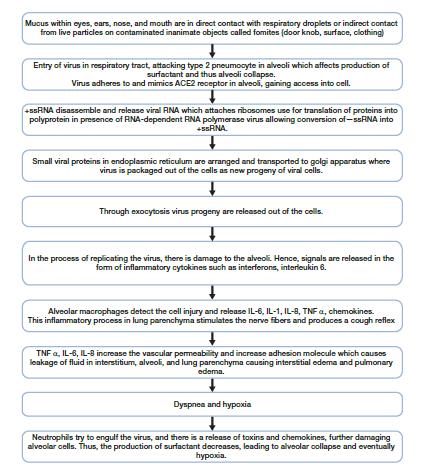 Mucus within eyes, ears, nose, and mouth are in direct contact with respiratory droplets or indirect contact
from live particles on contaminated inanimate objects called fomites (door knob, surface, clothing)
Entry of virus in respiratory tract, attacking type 2 pneumocyte in alveoli which affects production of
surfactant and thus alveoli collapse.
Virus adheres to and mimics ACE2 receptor in alveoli, gaining access into cell.
+ssRNA disassemble and release viral RNA which attaches ribosomes use for translation of proteins into
polyprotein in presence of RNA-dependent RNA polymerase virus allowing conversion of—ssRNA into
+ssRNA.
Small viral proteins in endoplasmic reticulum are arranged and transported to golgi apparatus where
virus is packaged out of the cells as new progeny of viral cells.
Through exocytosis virus progeny are released out of the cells.
In the process of replicating the virus, there is damage to the alveoli. Hence, signals are released in the
form of inflammatory cytokines such as interferons, interleukin 6.
Alveolar macrophages detect the cell injury and release IL-6, IL-1, IL-8, TNF α, chemokines.
This inflammatory process in lung parenchyma stimulates the nerve fibers and produces a cough reflex
TNF α, IL-6, IL-8 increase the vascular permeability and increase adhesion molecule which causes
leakage of fluid in interstitium, alveoli, and lung parenchyma causing interstitial edema and pulmonary
edema.
Dyspnea and hypoxia
Neutrophils try to engulf the virus, and there is a release of toxins and chemokines, further damaging
alveolar cells. Thus, the production of surfactant decreases, leading to alveolar collapse and eventually
hypoxia.